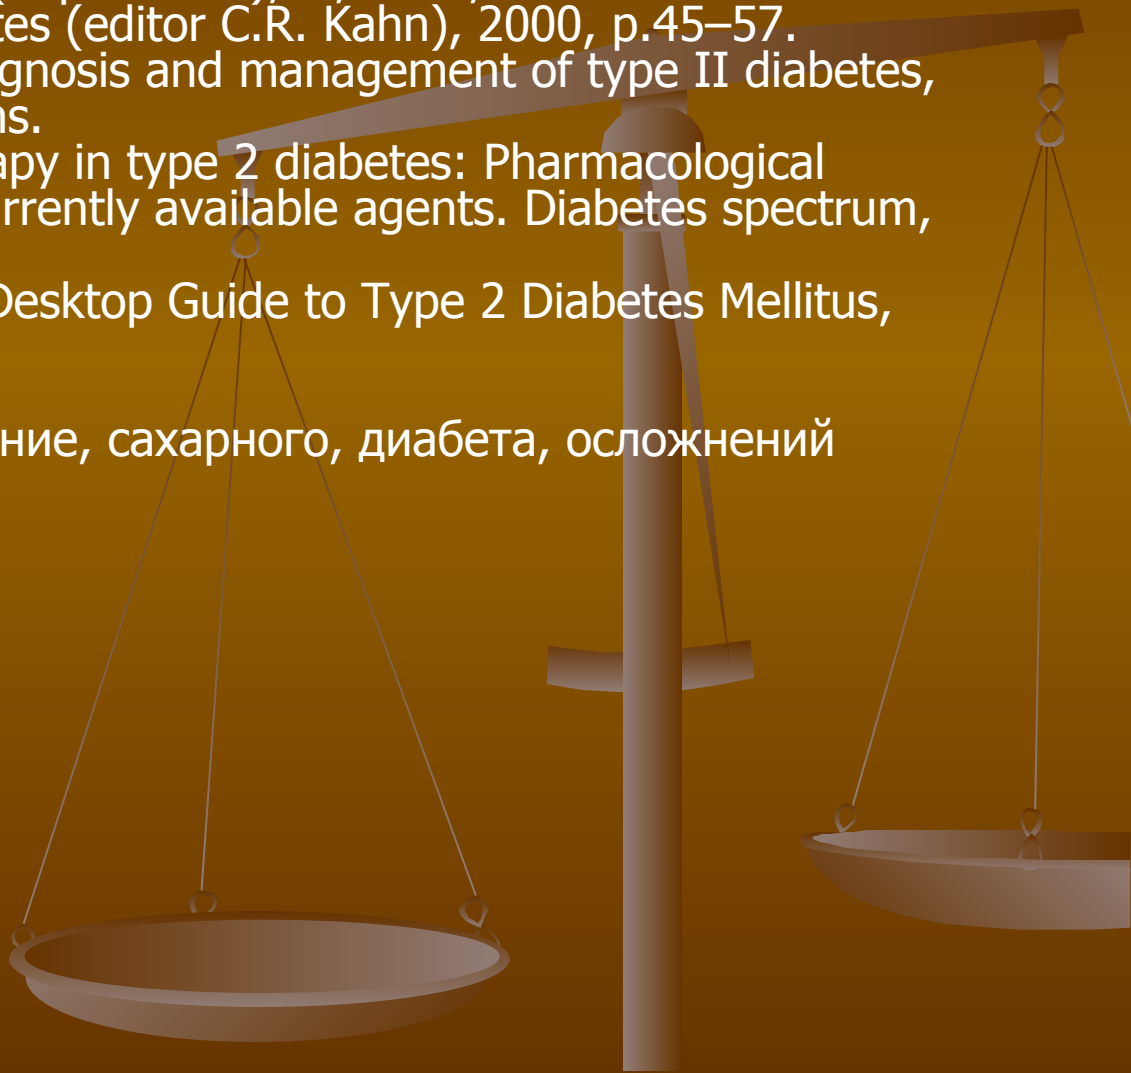 tes (editor C.R. Kahn), 2000, p.45–57.
gnosis and management of type II diabetes,
ns.
apy in type 2 diabetes: Pharmacological
rrently available agents. Diabetes spectrum,
Desktop Guide to Type 2 Diabetes Mellitus,
ние, сахарного, диабета, осложнений